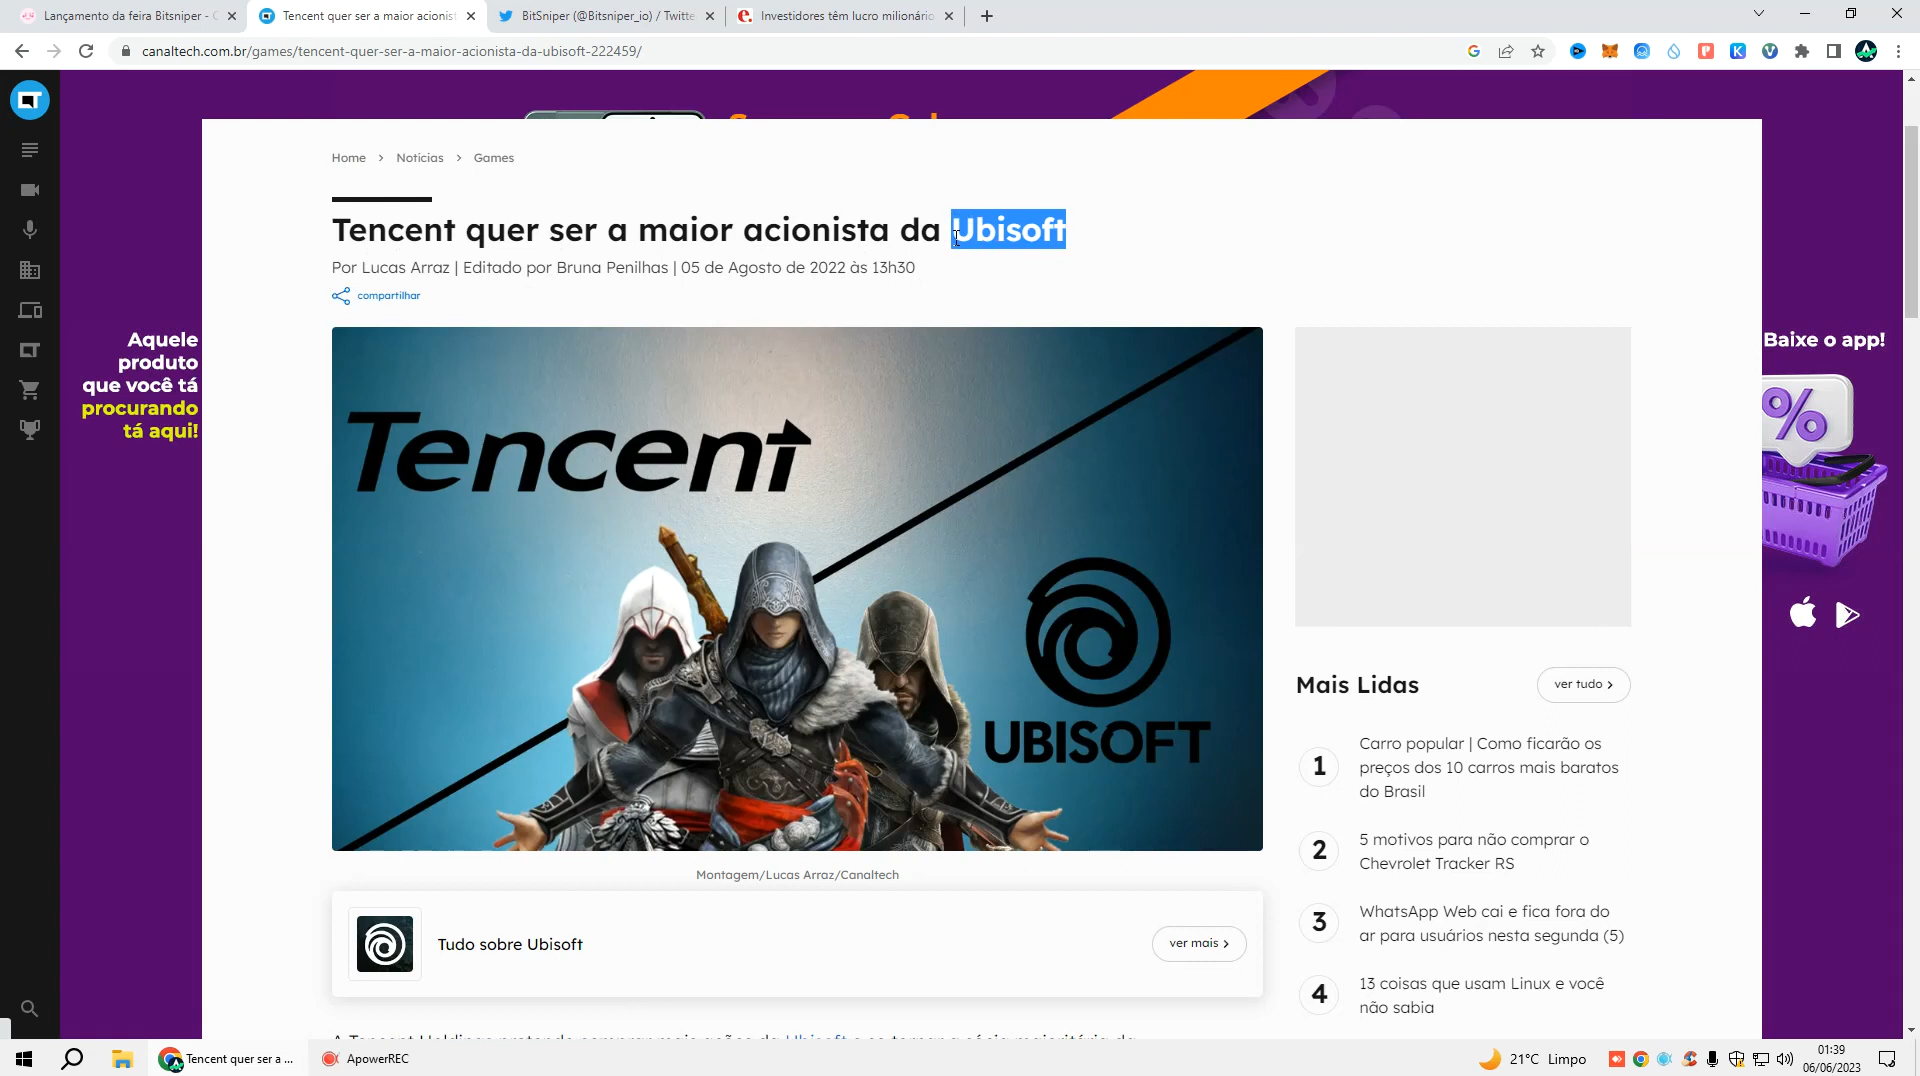 Lançamento da feira Bitsniper - C
Tencent quer ser a maior acionist
BitSniper (@Bitsniper_io) / Twitte
Investidores têm lucro milionário
canaltech.com.br/games/tencent-quer-ser-a-maior-acionista-da-ubisoft-222459/
Home > Notícias > Games
Tencent quer ser a maior acionista da Ubisoft
Por Lucas Arraz | Editado por Bruna Penilhas | 05 de Agosto de 2022 às 13h30
compartilhar
Aquele
produto
que você tá
procurando
tá aqui!
Baixe o app!
%
Tencent
UBISOFT
Montagem/Lucas Arraz/Canaltech
Tudo sobre Ubisoft
ver mais >
Mais Lidas
ver tudo >
1
Carro popular | Como ficarão os
preços dos 10 carros mais baratos
do Brasil
2
5 motivos para não comprar o
Chevrolet Tracker RS
3
WhatsApp Web cai e fica fora do
ar para usuários nesta segunda (5)
4
13 coisas que usam Linux e você
não sabia
Tencent quer ser a ...
ApowerREC
21°C Limpo
01:39
06/06/2023